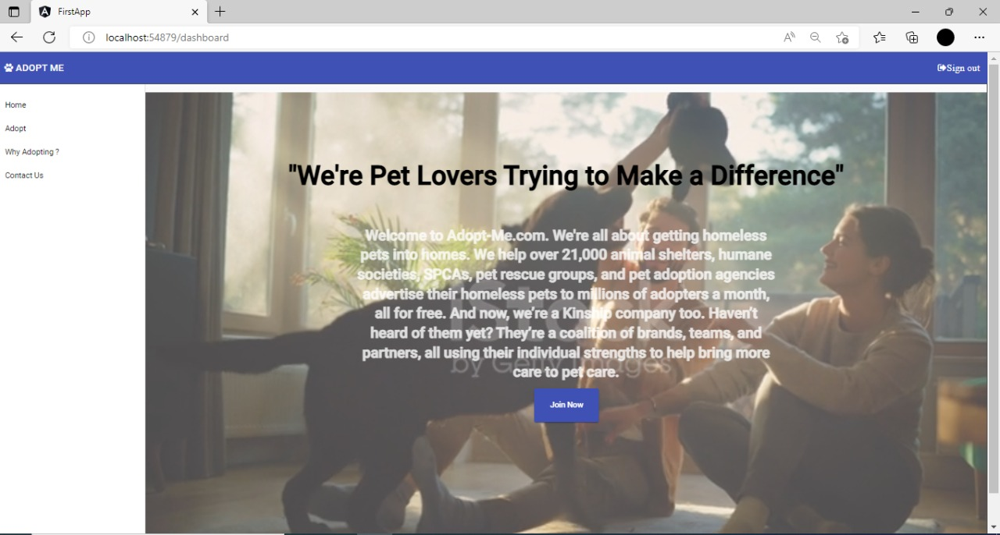 FirstApp
localhost:54879/dashboard
ADOPT ME
Sign out
Home
Adopt
Why Adopting ?
Contact Us
"We're Pet Lovers Trying to Make a Difference"
Welcome to Adopt-Me.com. We're all about getting homeless
pets into homes. We help over 21,000 animal shelters, humane
societies, SPCAs, pet rescue groups, and pet adoption agencies
advertise their homeless pets to millions of adopters a month,
all for free. And now, we’re a Kinship company too. Haven’t
heard of them yet? They’re a coalition of brands, teams, and
partners, all using their individual strengths to help bring more
care to pet care.
iStock
by Getty Images
Join Now